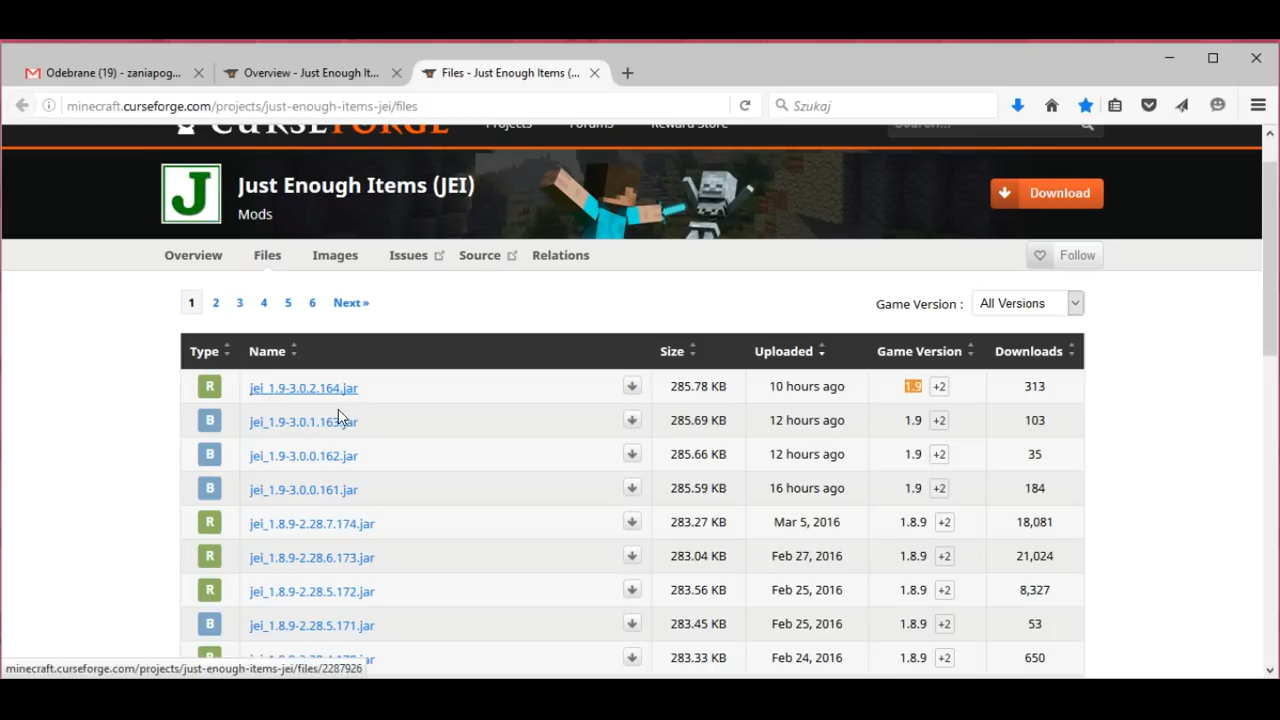 Odebrane (19) - zaniapog...
Overview - Just Enough It...
Files - Just Enough Items (...
minecraft.curseforge.com/projects/just-enough-items-jei/files
Szukaj
CURSEFORGE
Projects Forums Reward Store
Search...
J
Just Enough Items (JEI)
Mods
Download
Overview Files Images Issues Source Relations
Follow
1 2 3 4 5 6 Next »
Game Version : All Versions
Type Name Size Uploaded Game Version Downloads
R jei_1.9-3.0.2.164.jar 285.78 KB 10 hours ago 1.9 +2 313
B jei_1.9-3.0.1.163.jar 285.69 KB 12 hours ago 1.9 +2 103
B jei_1.9-3.0.0.162.jar 285.66 KB 12 hours ago 1.9 +2 35
B jei_1.9-3.0.0.161.jar 285.59 KB 16 hours ago 1.9 +2 184
R jei_1.8.9-2.28.7.174.jar 283.27 KB Mar 5, 2016 1.8.9 +2 18,081
R jei_1.8.9-2.28.6.173.jar 283.04 KB Feb 27, 2016 1.8.9 +2 21,024
R jei_1.8.9-2.28.5.172.jar 283.56 KB Feb 25, 2016 1.8.9 +2 8,327
B jei_1.8.9-2.28.5.171.jar 283.45 KB Feb 25, 2016 1.8.9 +2 53
283.33 KB Feb 24, 2016 1.8.9 +2 650
minecraft.curseforge.com/projects/just-enough-items-jei/files/2287926